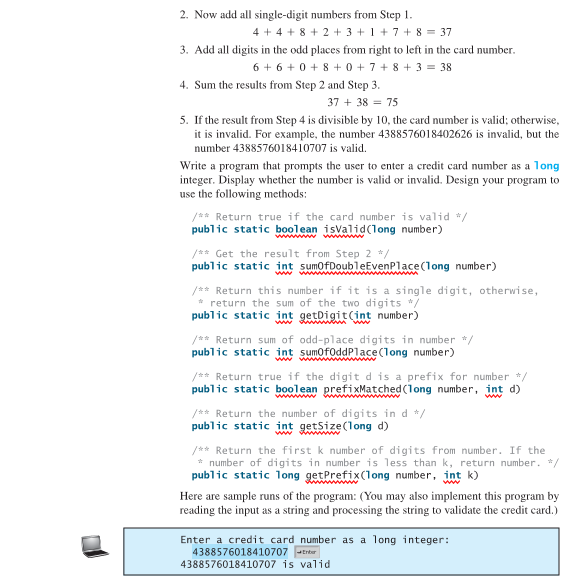 2. Now add all single-digit numbers from Step 1.
4 + 4 + 8 + 2 + 3 + 1 + 7 + 8 = 37
3. Add all digits in the odd places from right to left in the card number.
6 + 6 + 0 + 8 + 0 + 7 + 8 + 3 = 38
4. Sum the results from Step 2 and Step 3.
37 + 38 = 75
5. If the result from Step 4 is divisible by 10, the card number is valid; otherwise,
it is invalid. For example, the number 4388576018402626 is invalid, but the
number 4388576018410707 is valid.
Write a program that prompts the user to enter a credit card number as a long
integer. Display whether the number is valid or invalid. Design your program to
use the following methods:
/** Return true if the card number is valid */
public static boolean isValid(long number)
/** Get the result from Step 2 */
public static int sumOfDoubleEvenPlace(long number)
/** Return this number if it is a single digit, otherwise,
* return the sum of the two digits */
public static int getDigit(int number)
/** Return sum of odd-place digits in number */
public static int sumOfOddPlace(long number)
/** Return true if the digit d is a prefix for number */
public static boolean prefixMatched(long number, int d)
/** Return the number of digits in d */
public static int getSize(long d)
/** Return the first k number of digits from number. If the
* number of digits in number is less than k, return number. */
public static long getPrefix(long number, int k)
Here are sample runs of the program: (You may also implement this program by
reading the input as a string and processing the string to validate the credit card.)
Enter a credit card number as a long integer:
4388576018410707 ↵Enter
4388576018410707 is valid